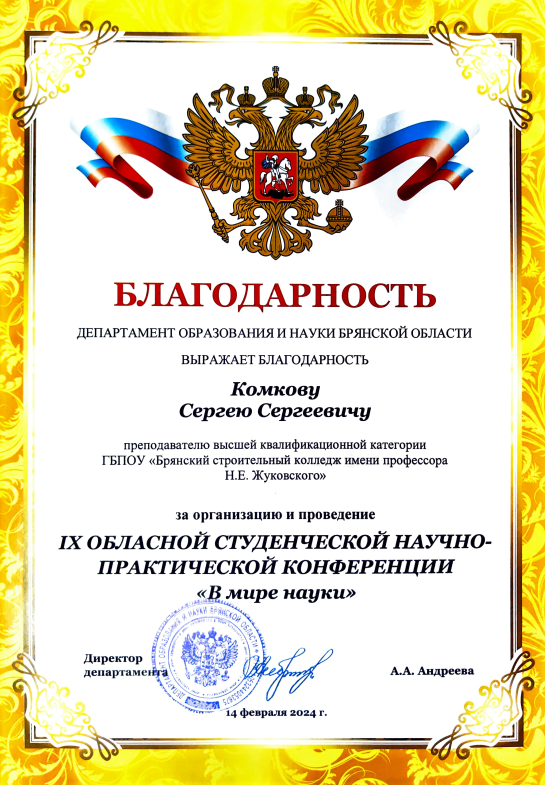 БЛАГОДАРНОСТЬ
ДЕПАРТАМЕНТ ОБРАЗОВАНИЯ И НАУКИ БРЯНСКОЙ ОБЛАСТИ
ВЫРАЖАЕТ БЛАГОДАРНОСТЬ
Комкову
Сергею Сергеевичу
преподавателю высшей квалификационной категории
ГБПОУ «Брянский строительный колледж имени профессора
Н.Е. Жуковского»
за организацию и проведение
IX ОБЛАСНОЙ СТУДЕНЧЕСКОЙ НАУЧНО-
ПРАКТИЧЕСКОЙ КОНФЕРЕНЦИИ
«В мире науки»
Директор
департамента
А.А. Андреева
14 февраля 2024 г.